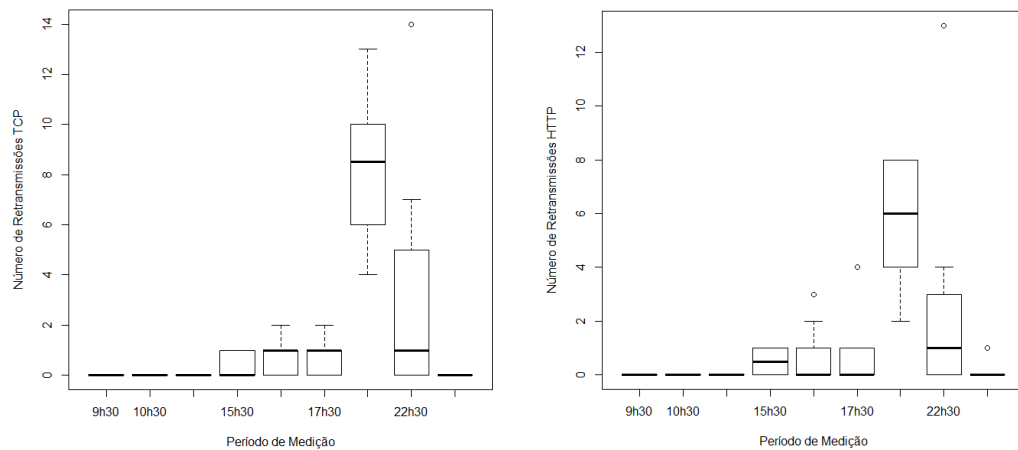 Número de Retransmissões TCP
14
12
10
8
6
4
2
0
9h30 10h30 15h30 17h30 22h30
Período de Medição
Número de Retransmissões HTTP
12
10
8
6
4
2
0
9h30 10h30 15h30 17h30 22h30
Período de Medição